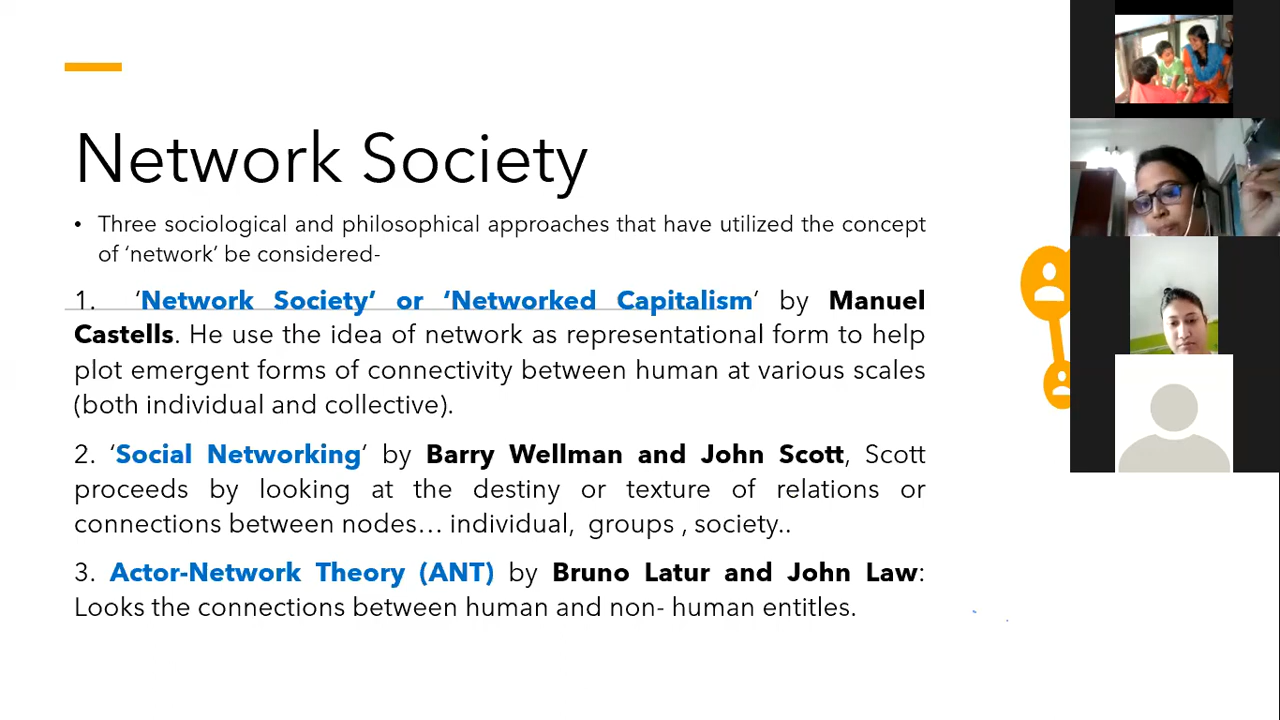 Network Society
• Three sociological and philosophical approaches that have utilized the concept
of ‘network’ be considered-
1. ‘Network Society’ or ‘Networked Capitalism’ by Manuel
Castells. He use the idea of network as representational form to help
plot emergent forms of connectivity between human at various scales
(both individual and collective).
2. ‘Social Networking‘ by Barry Wellman and John Scott, Scott
proceeds by looking at the destiny or texture of relations or
connections between nodes… individual, groups , society..
3. Actor-Network Theory (ANT) by Bruno Latur and John Law:
Looks the connections between human and non- human entitles.